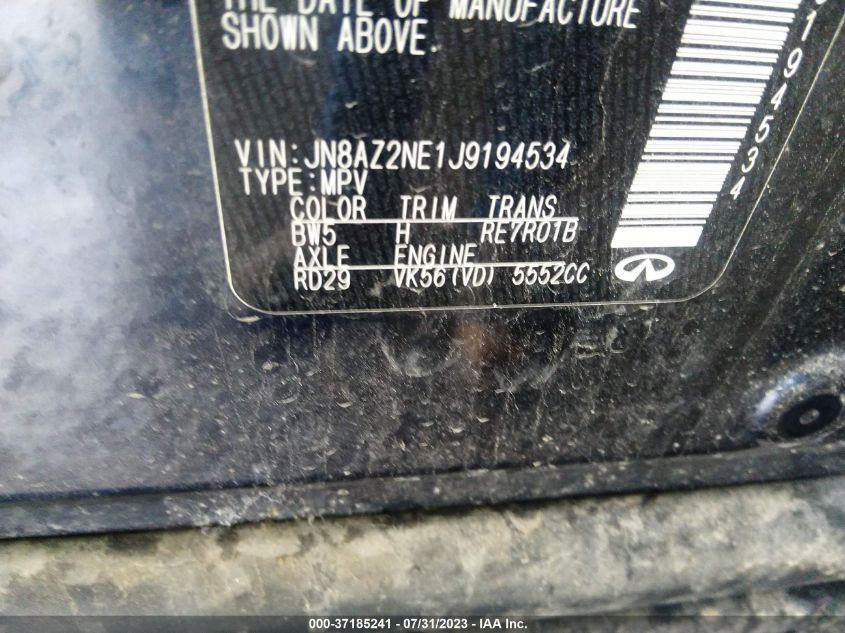 THE DATE OF MANUFACTURE
SHOWN ABOVE.
VIN:JN8AZ2NE1J9194534
TYPE:MPV
COLOR TRIM TRANS
BW5 H RE7R01B
AXLE ENGINE
RD29 VK56(VD) 5552CC
9194534
000-37185241 - 07/31/2023 - IAA Inc.